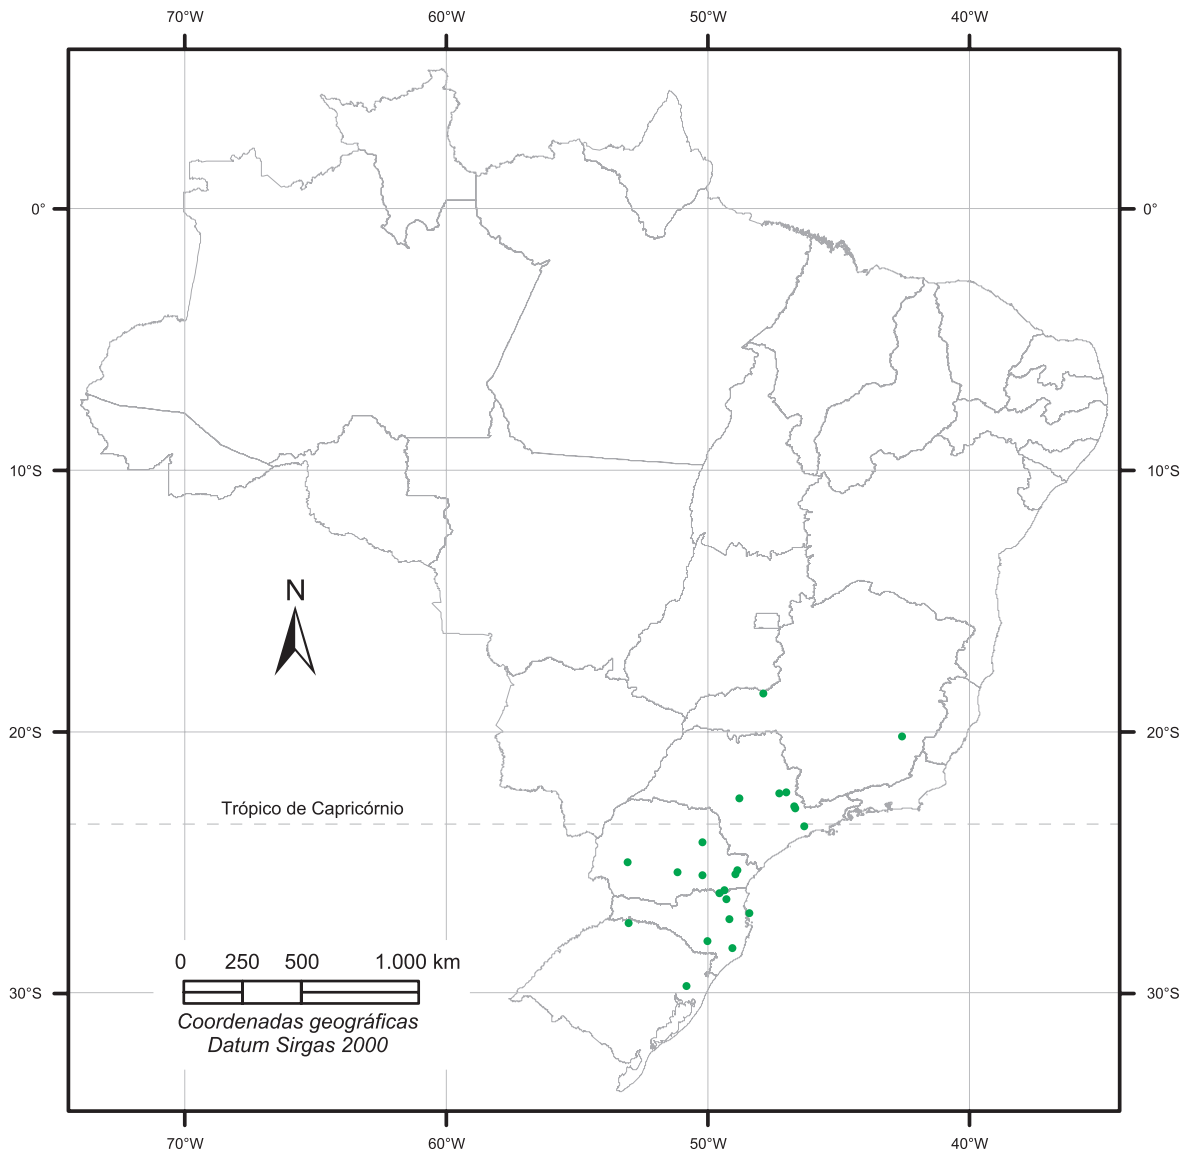 70°W 60°W 50°W 40°W
0° 0°
10°S 10°S
N
20°S 20°S
Trópico de Capricórnio
0 250 500 1.000 km
30°S 30°S
Coordenadas geográficas
Datum Sirgas 2000
70°W 60°W 50°W 40°W